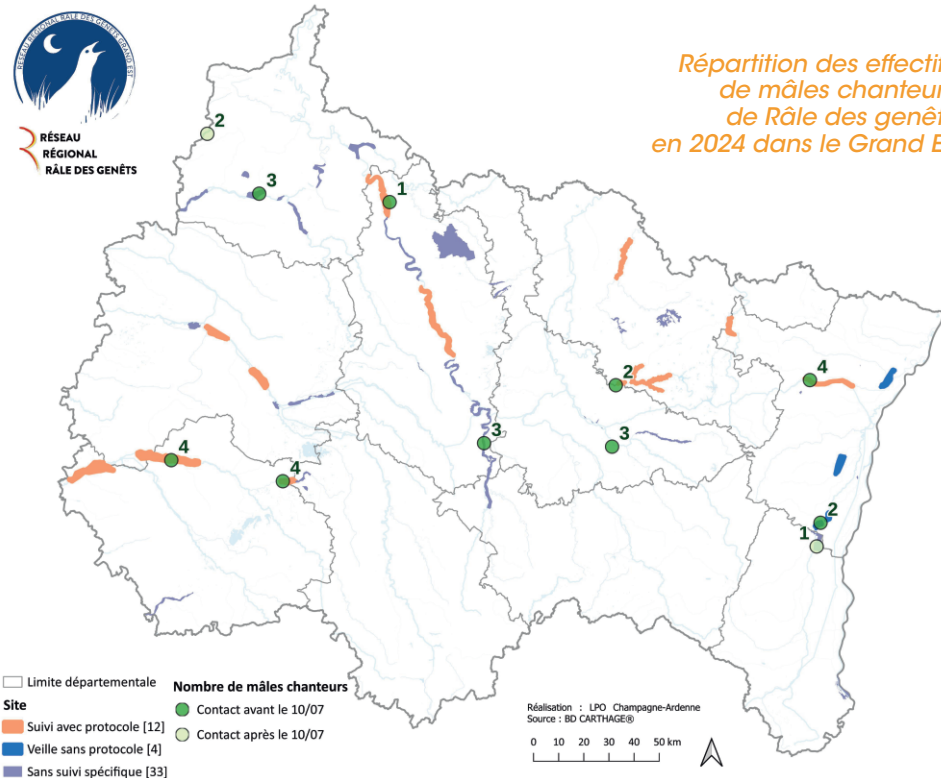 RESEAU RÉGIONAL RÂLE DES GENÊTS GRAND EST
RÉSEAU
RÉGIONAL
RÂLE DES GENÊTS
Répartition des effectif
de mâles chanteur
de Râle des genêt
en 2024 dans le Grand E
2
3
1
2
4
3
3
4
4
2
1
Limite départementale
Site
Suivi avec protocole [12]
Veille sans protocole [4]
Sans suivi spécifique [33]
Nombre de mâles chanteurs
Contact avant le 10/07
Contact après le 10/07
Réalisation : LPO Champagne-Ardenne
Source : BD CARTHAGE®
0 10 20 30 40 50 km